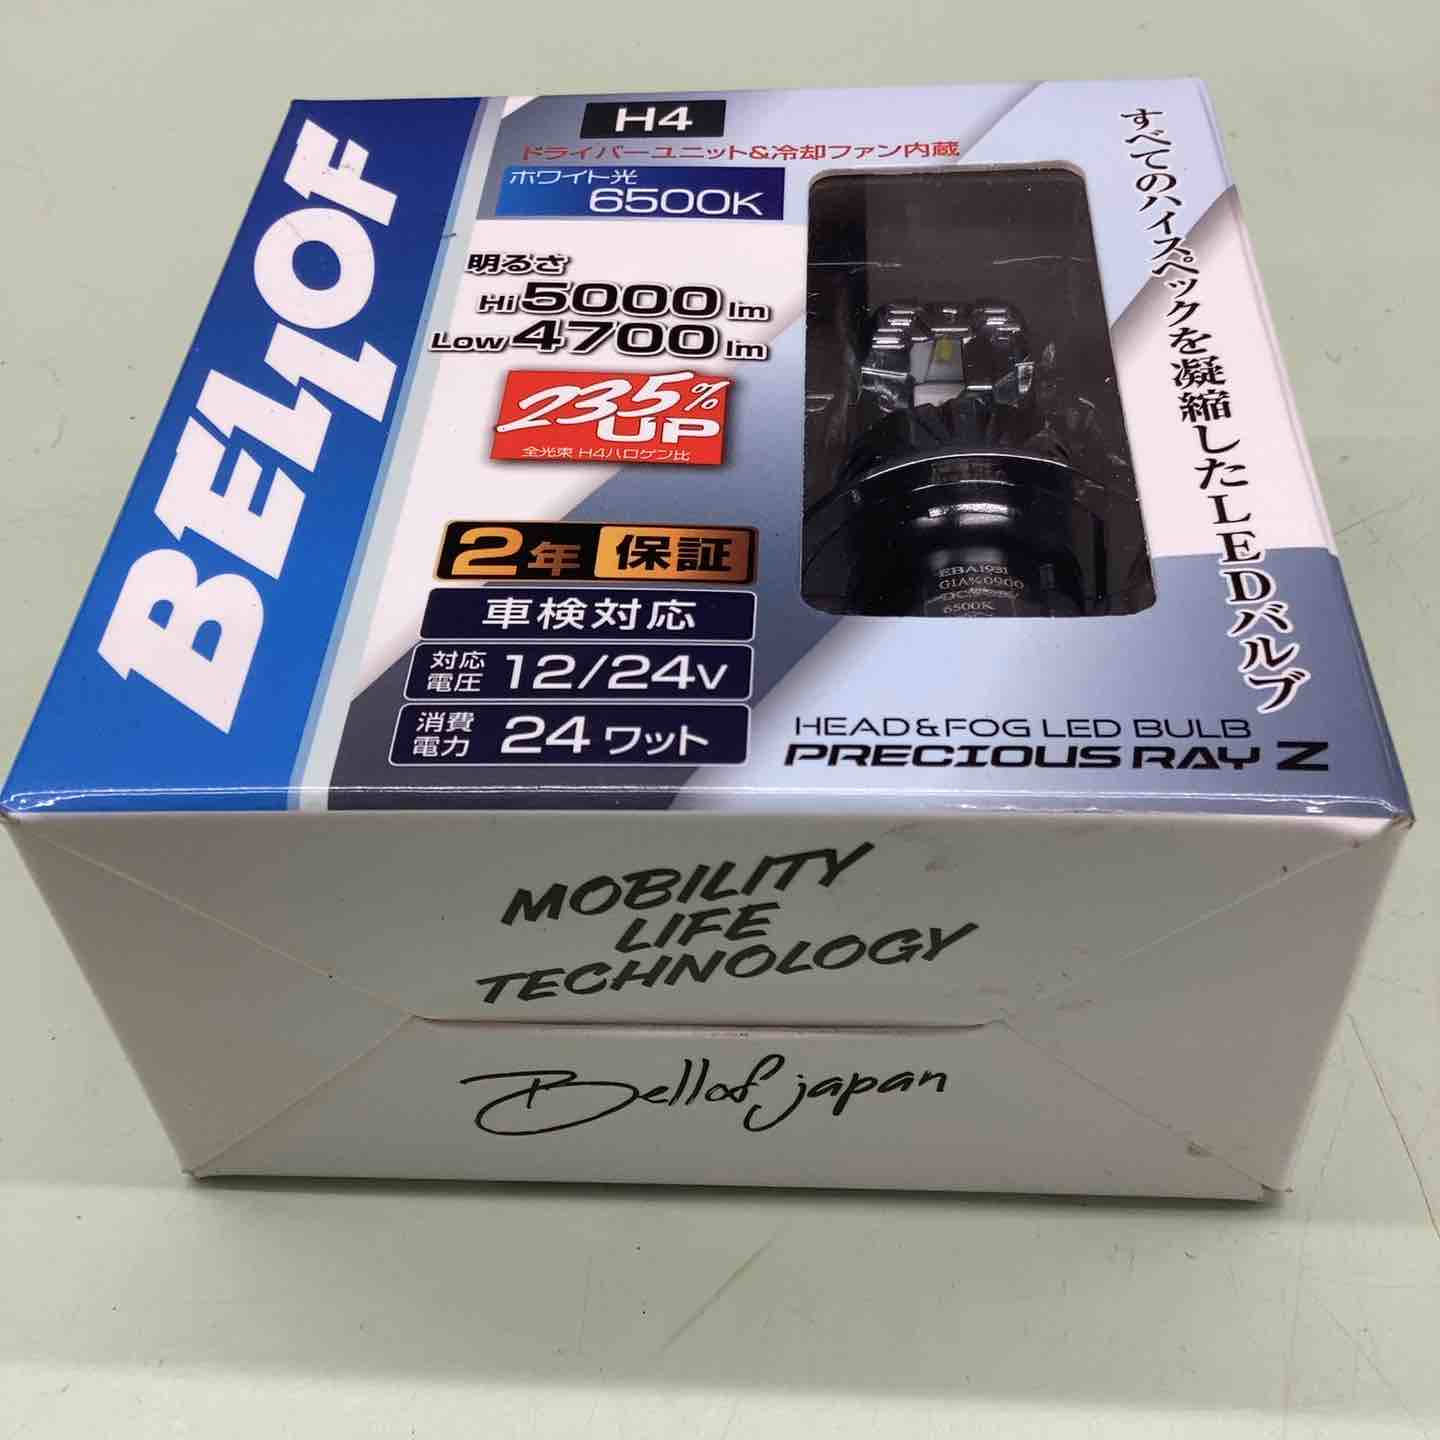 BELLOF
H4
ドライバーユニット&冷却ファン内蔵
ホワイト光
6500K
明るさ
Hi 5000 lm
Low 4700 lm
235% UP
全光束 H4ハロゲン比
2年 保証
車検対応
対応電圧 12/24V
消費電力 24ワット
すべてのハイスペックを凝縮したLEDバルブ
EBA1931
6500K
HEAD&FOG LED BULB
PRECIOUS RAY Z
MOBILITY
LIFE
TECHNOLOGY
Bellof japan